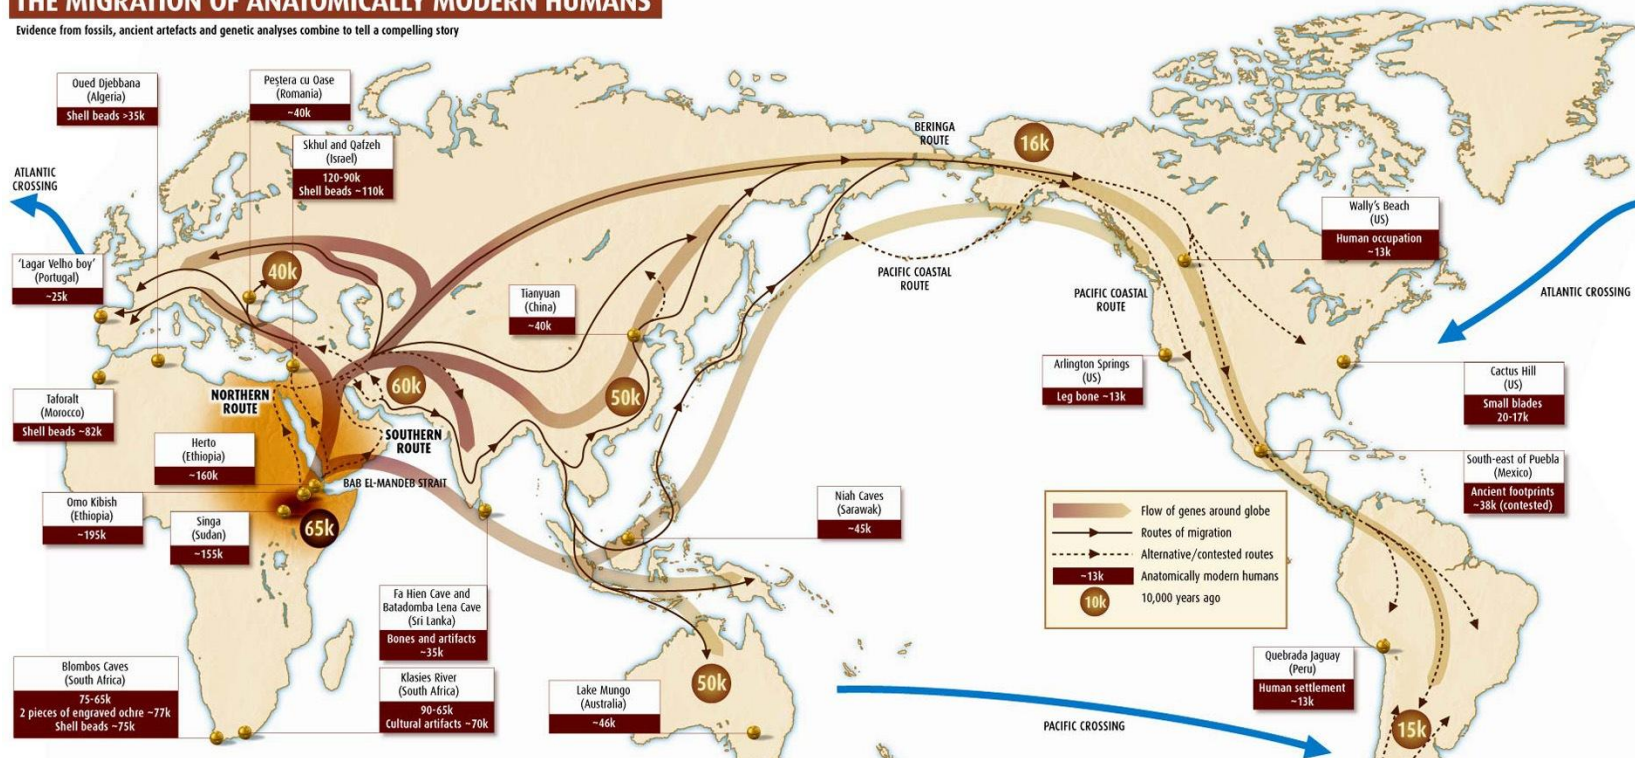 THE MIGRATION OF ANATOMICALLY MODERN HUMANS
Evidence from fossils, ancient artefacts and genetic analyses combine to tell a compelling story
Oued Djebbana
(Algeria)
Shell beads >35k
Peştera cu Oase
(Romania)
~40k
Skhul and Qafzeh
(Israel)
120-90k
Shell beads ~110k
ATLANTIC
CROSSING
'Lagar Velho boy'
(Portugal)
~25k
40k
Taforalt
(Morocco)
Shell beads ~82k
NORTHERN
ROUTE
Herto
(Ethiopia)
~160k
Omo Kibish
(Ethiopia)
~195k
Singa
(Sudan)
~155k
65k
60k
SOUTHERN
ROUTE
BAB EL-MANDEB STRAIT
Tianyuan
(China)
~40k
50k
Fa Hien Cave and
Batadomba Lena Cave
(Sri Lanka)
Bones and artifacts
~35k
Blombos Caves
(South Africa)
75-65k
2 pieces of engraved ochre ~77k
Shell beads ~75k
Klasies River
(South Africa)
90-65k
Cultural artifacts ~70k
Lake Mungo
(Australia)
~46k
50k
Niah Caves
(Sarawak)
~45k
BERINGA
ROUTE
16k
PACIFIC COASTAL
ROUTE
PACIFIC COASTAL
ROUTE
Wally's Beach
(US)
Human occupation
~13k
ATLANTIC CROSSING
Arlington Springs
(US)
Leg bone ~13k
Cactus Hill
(US)
Small blades
20-17k
South-east of Puebla
(Mexico)
Ancient footprints
~38k (contested)
Flow of genes around globe
Routes of migration
Alternative/contested routes
~13k Anatomically modern humans
10k 10,000 years ago
Quebrada Jaguay
(Peru)
Human settlement
~13k
15k
PACIFIC CROSSING